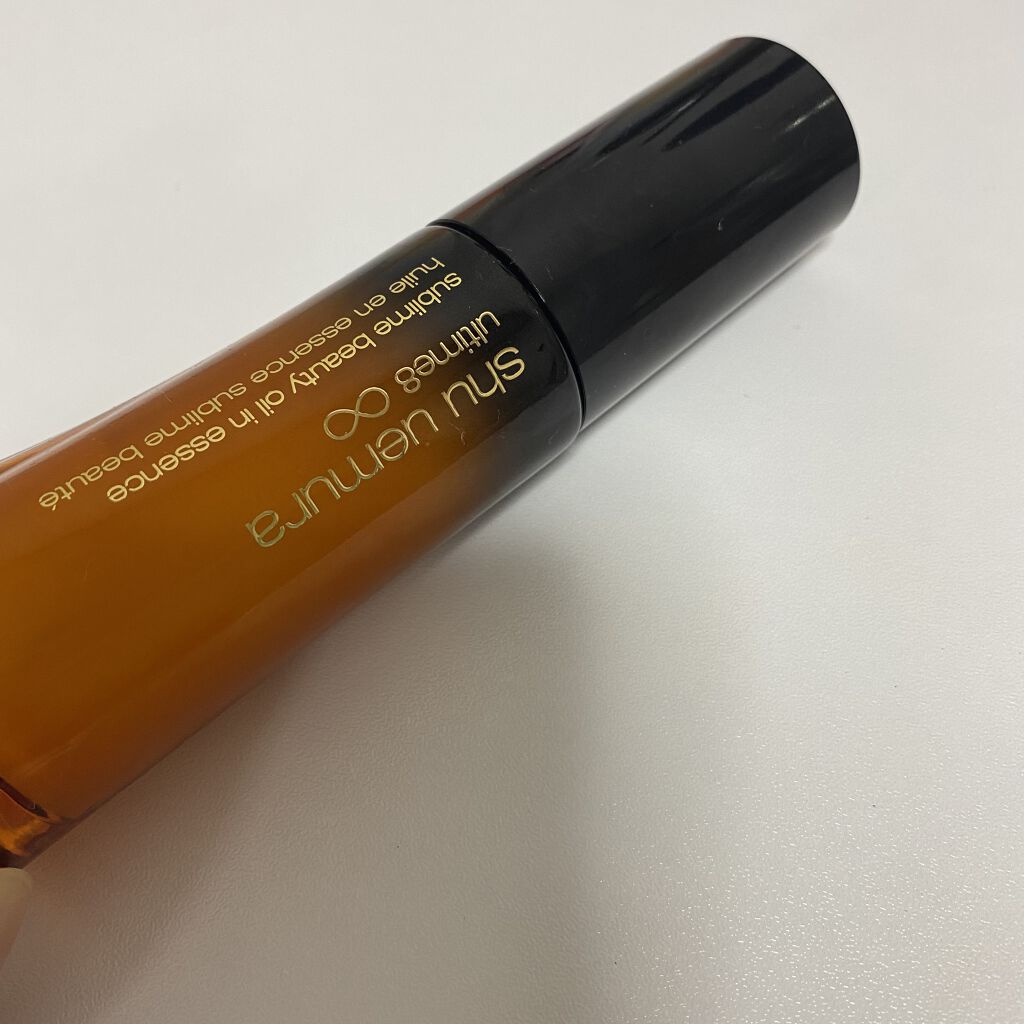 shu uemura
ultime8 ∞
sublime beauty oil in essence
huile en essence sublime beauté